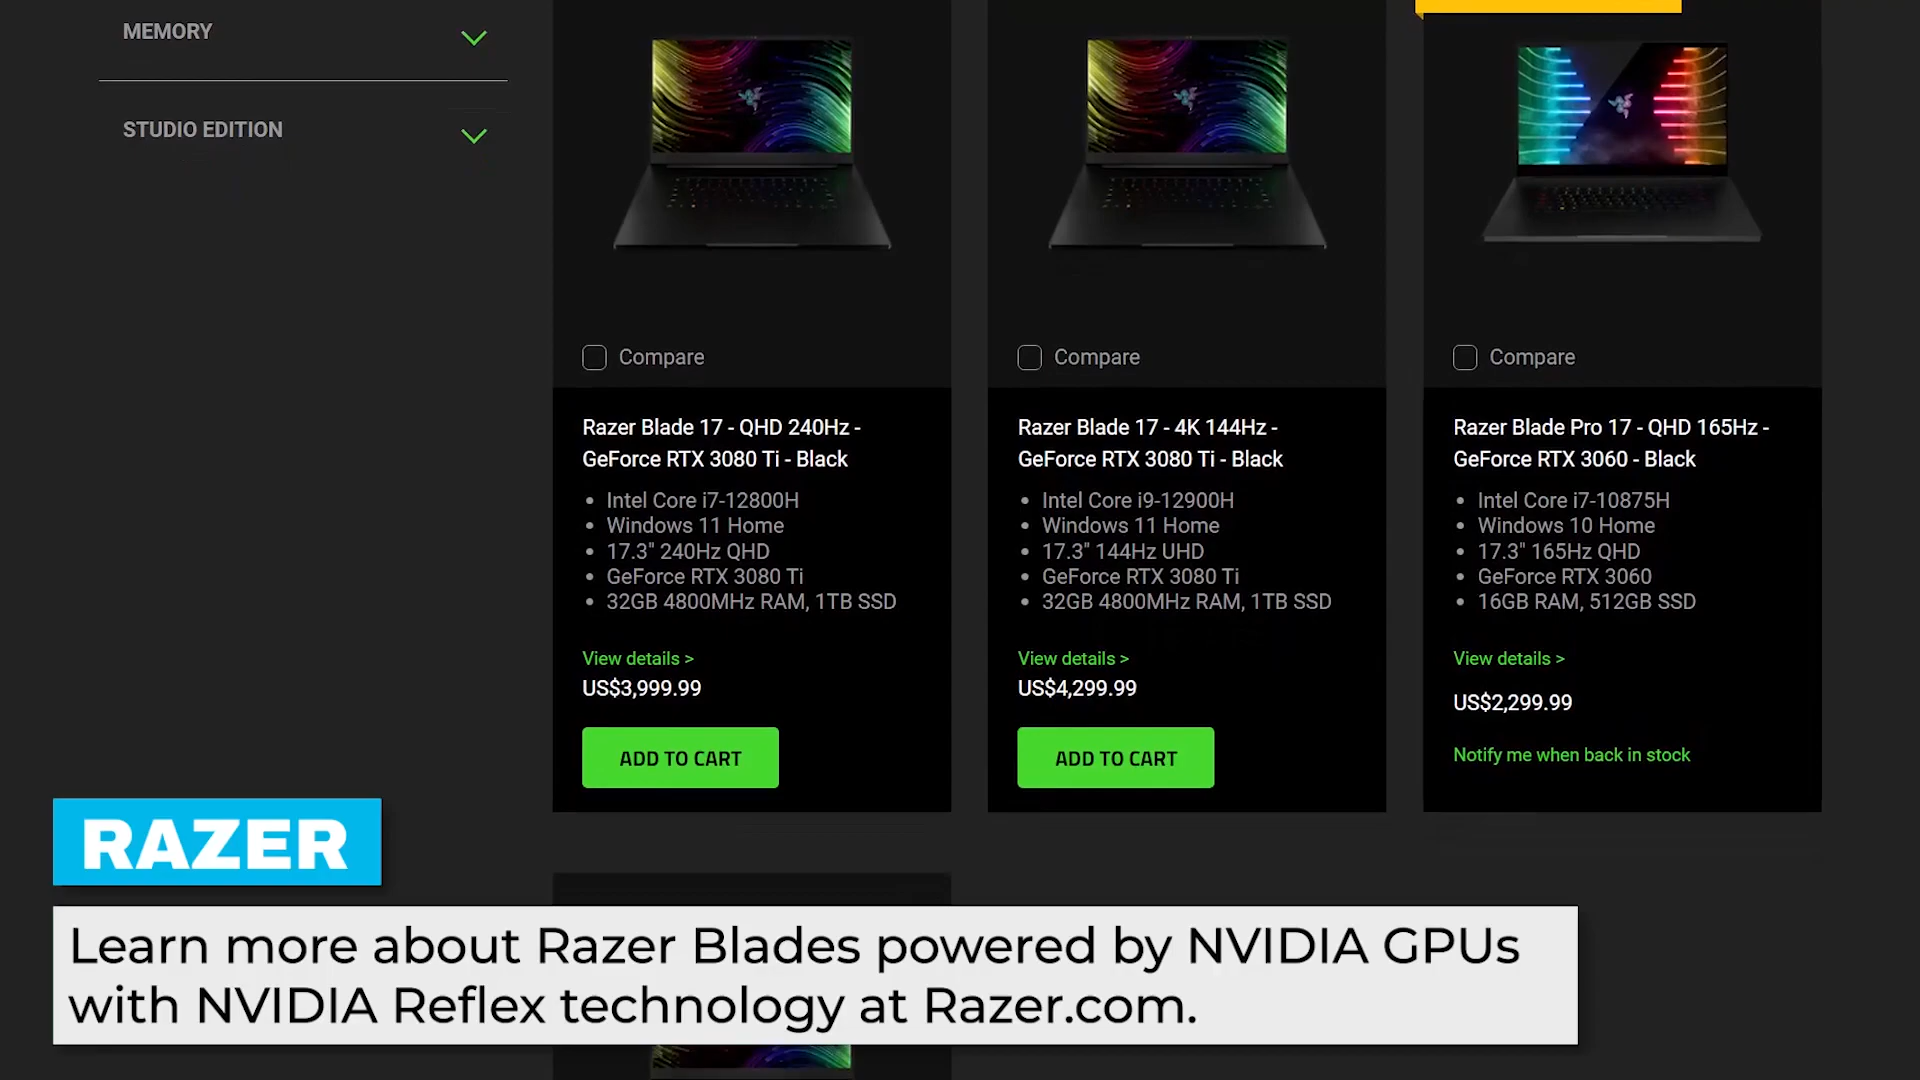 MEMORY
STUDIO EDITION
Compare
Razer Blade 17 - QHD 240Hz -
GeForce RTX 3080 Ti - Black
• Intel Core i7-12800H
• Windows 11 Home
• 17.3" 240Hz QHD
• GeForce RTX 3080 Ti
• 32GB 4800MHz RAM, 1TB SSD
View details >
US$3,999.99
ADD TO CART
Compare
Razer Blade 17 - 4K 144Hz -
GeForce RTX 3080 Ti - Black
• Intel Core i9-12900H
• Windows 11 Home
• 17.3" 144Hz UHD
• GeForce RTX 3080 Ti
• 32GB 4800MHz RAM, 1TB SSD
View details >
US$4,299.99
ADD TO CART
Compare
Razer Blade Pro 17 - QHD 165Hz -
GeForce RTX 3060 - Black
• Intel Core i7-10875H
• Windows 10 Home
• 17.3" 165Hz QHD
• GeForce RTX 3060
• 16GB RAM, 512GB SSD
View details >
US$2,299.99
Notify me when back in stock
RAZER
Learn more about Razer Blades powered by NVIDIA GPUs
with NVIDIA Reflex technology at Razer.com.